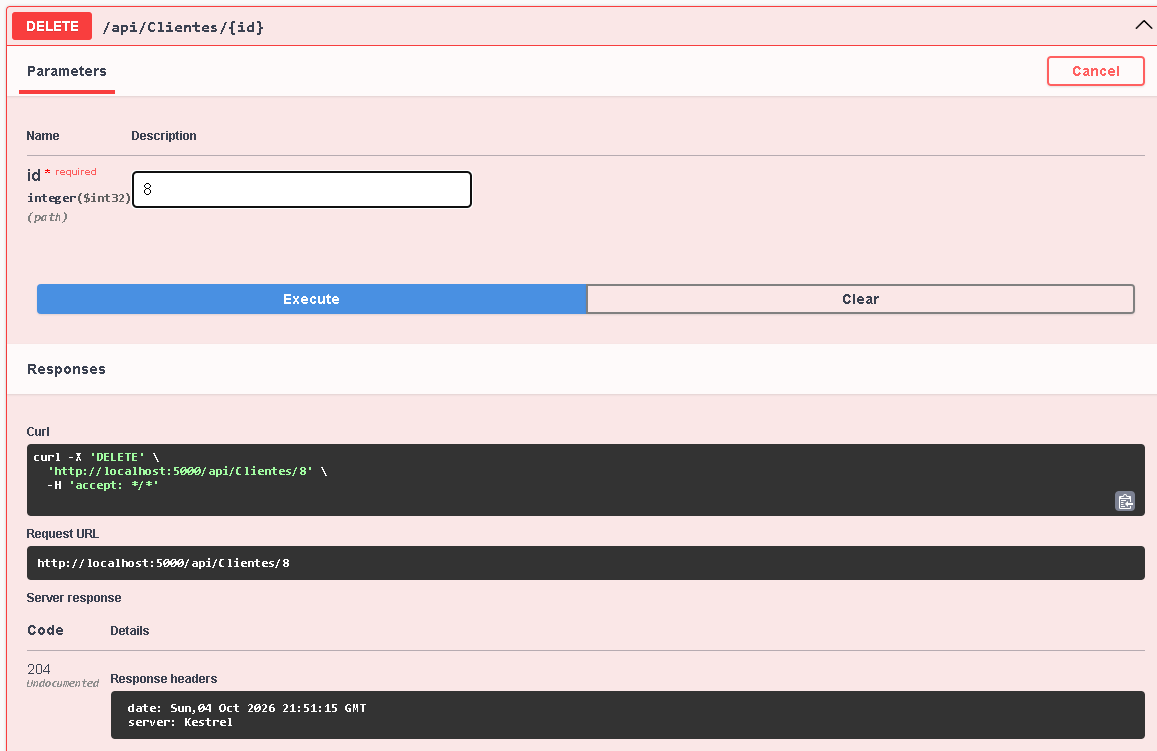 DELETE /api/Clientes/{id}
Parameters
Cancel
Name Description
id * required
integer($int32)
(path)
8
Execute Clear
Responses
Curl
curl -X 'DELETE' \
'http://localhost:5000/api/Clientes/8' \
-H 'accept: */*'
Request URL
http://localhost:5000/api/Clientes/8
Server response
Code Details
204
Undocumented
Response headers
date: Sun,04 Oct 2026 21:51:15 GMT
server: Kestrel